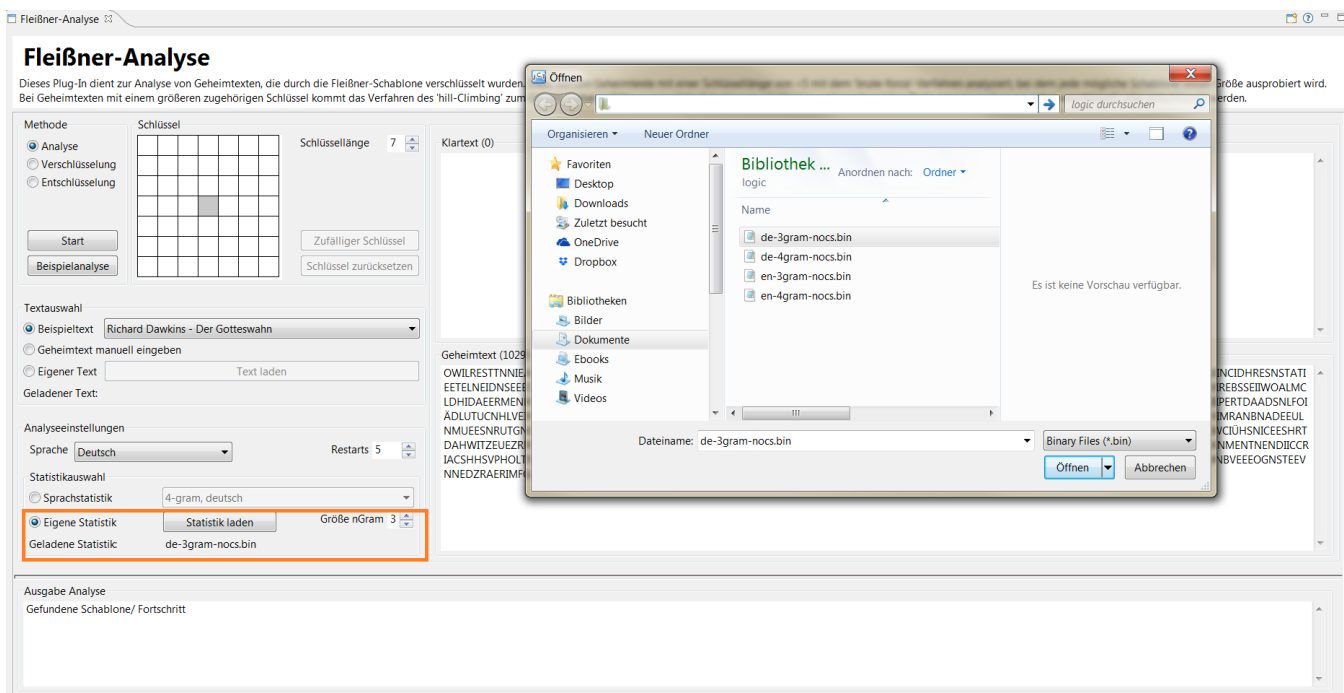 Fleißner-Analyse
Fleißner-Analyse
Dieses Plug-In dient zur Analyse von Geheimtexten, die durch die Fleißner-Schablone verschlüsselt wurden.
Größe ausprobiert wird.
Bei Geheimtexten mit einem größeren zugehörigen Schlüssel kommt das Verfahren des 'hill-Climbing' zum
erden.
Methode
Analyse
Verschlüsselung
Entschlüsselung
Start
Beispielanalyse
Schlüssel
Schlüssellänge 7
Zufälliger Schlüssel
Schlüssel zurücksetzen
Textauswahl
Beispieltext Richard Dawkins - Der Gotteswahn
Geheimtext manuell eingeben
Eigener Text Text laden
Geladener Text:
Analyseeinstellungen
Sprache Deutsch Restarts 5
Statistikauswahl
Sprachstatistik 4-gram, deutsch
Eigene Statistik Statistik laden Größe nGram 3
Geladene Statistik: de-3gram-nocs.bin
Klartext (0)
Geheimtext (1029
OWILRESTTNNIE
EETELNEIDNSEEE
LDHIDAEERMEN
ÄDLUTUCNHLVE
NMUEESNRUTGN
DAHWITZEUEZR
IACSHHSVPHOLT
NNEDZRAERIMF
INCIDHRESNSTATI
REBSSEIIWOALMC
PERTDAADSNLFOI
IMRANBNADEEUL
VCIÜHSNICEESHRT
NMENTNENDIICCR
NBVEEEOGNSTEEV
Öffnen
logic durchsuchen
Organisieren
Neuer Ordner
Favoriten
Desktop
Downloads
Zuletzt besucht
OneDrive
Dropbox
Bibliotheken
Bilder
Dokumente
Ebooks
Musik
Videos
Bibliothek ...
logic
Anordnen nach: Ordner
Name
de-3gram-nocs.bin
de-4gram-nocs.bin
en-3gram-nocs.bin
en-4gram-nocs.bin
Es ist keine Vorschau verfügbar.
Dateiname: de-3gram-nocs.bin
Binary Files (*.bin)
Öffnen
Abbrechen
Ausgabe Analyse
Gefundene Schablone/ Fortschritt